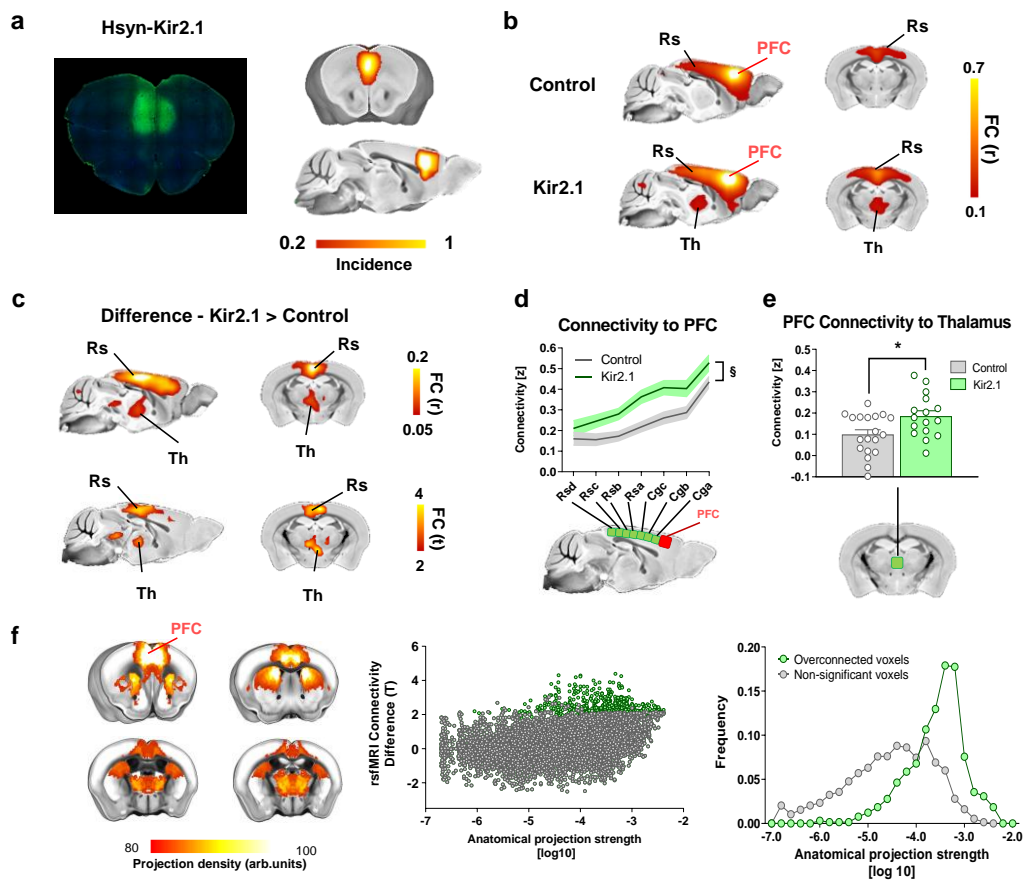 a
Hsyn-Kir2.1
0.2
1
Incidence
b
Rs
PFC
Rs
Control
Rs
PFC
Rs
Kir2.1
Th
Th
0.7
FC (r)
0.1
c
Difference - Kir2.1 > Control
Rs
Rs
0.2
FC (r)
0.05
Th
Th
Rs
Rs
4
FC (t)
2
Th
Th
d
Connectivity to PFC
Control
Kir2.1
§
Connectivity [z]
0.6
0.5
0.4
0.3
0.2
0.1
0.0
Rsd
Rsc
Rsb
Rsa
Cgc
Cgb
Cga
PFC
e
PFC Connectivity to Thalamus
*
Control
Kir2.1
Connectivity [z]
0.5
0.4
0.3
0.2
0.1
0.0
-0.1
f
PFC
80
100
Projection density (arb.units)
rsfMRI Connectivity
Difference (T)
6
4
2
0
-2
-7
-6
-5
-4
-3
-2
Anatomical projection strength
[log10]
Overconnected voxels
Non-significant voxels
Frequency
0.20
0.15
0.10
0.05
0.00
-7.0
-6.0
-5.0
-4.0
-3.0
-2.0
Anatomical projection strength
[log 10]